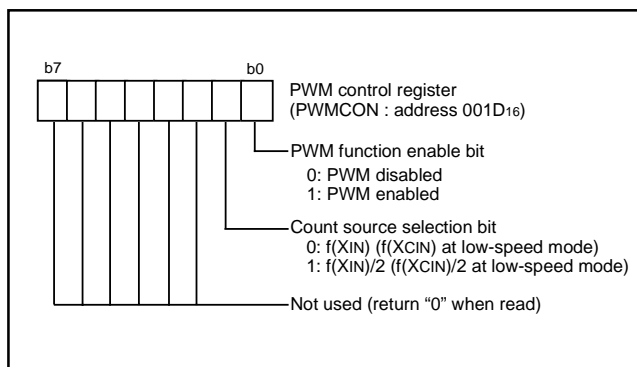 b7
b0
PWM control register
(PWMCON : address 001D16)
PWM function enable bit
0: PWM disabled
1: PWM enabled
Count source selection bit
0: f(XIN) (f(XCIN) at low-speed mode)
1: f(XIN)/2 (f(XCIN)/2 at low-speed mode)
Not used (return “0” when read)